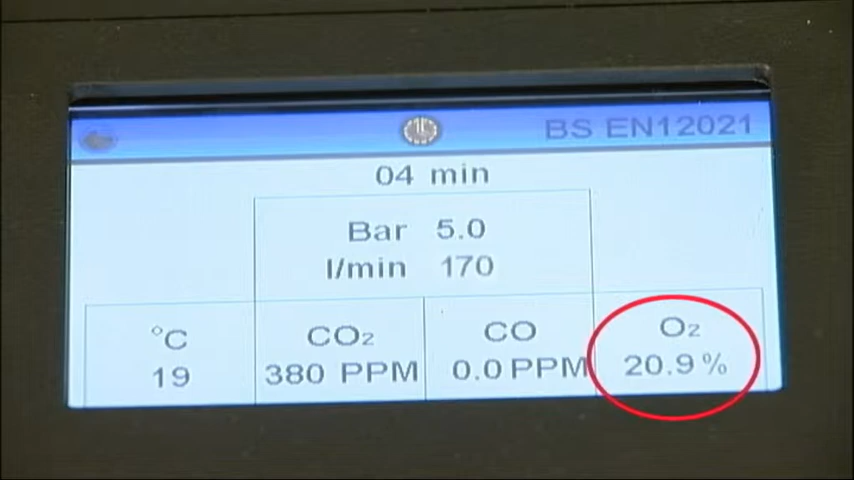 BS EN12021
04 min
Bar 5.0
l/min 170
°C CO₂ CO O₂
19 380 PPM 0.0 PPM 20.9 %